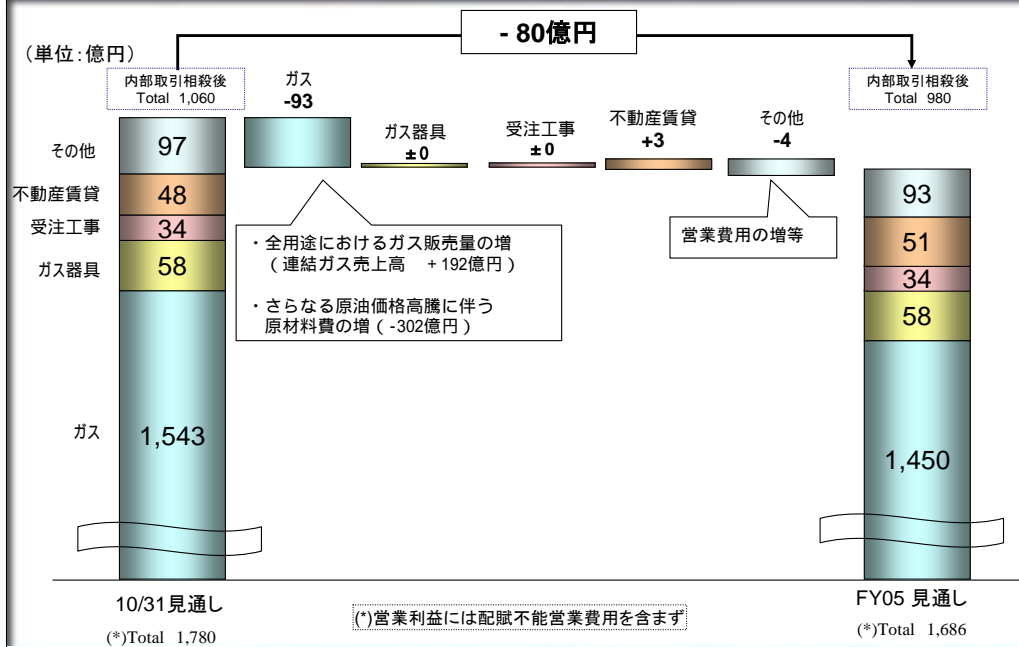 - 80億円
（単位：億円）
内部取引相殺後
Total 1,060
ガス
-93
ガス器具
±0
受注工事
±0
不動産賃貸
+3
その他
-4
内部取引相殺後
Total 980
その他
97
不動産賃貸
48
受注工事
34
ガス器具
58
ガス
1,543
・全用途におけるガス販売量の増
（連結ガス売上高　+192億円）
・さらなる原油価格高騰に伴う
原材料費の増（-302億円）
営業費用の増等
93
51
34
58
1,450
10/31見通し
(*)Total 1,780
(*)営業利益には配賦不能営業費用を含まず
FY05 見通し
(*)Total 1,686